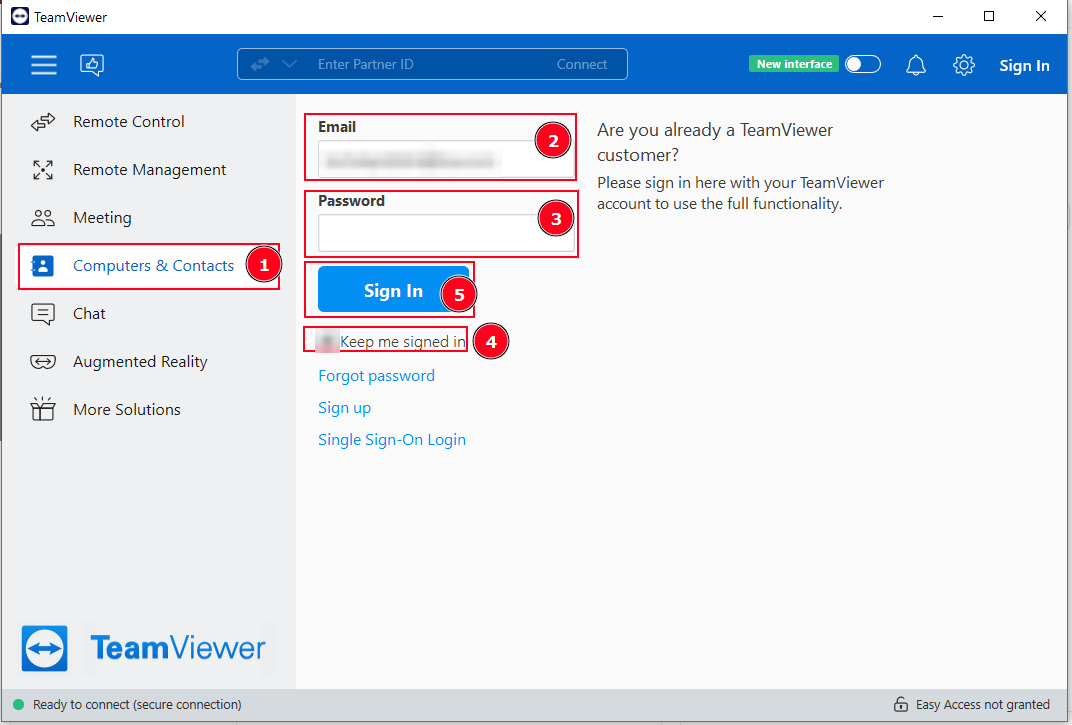 TeamViewer
Enter Partner ID
Connect
New interface
Sign In
Remote Control
Remote Management
Meeting
Computers & Contacts
1
Chat
Augmented Reality
More Solutions
Email
2
Password
3
Sign In
5
Keep me signed in
4
Forgot password
Sign up
Single Sign-On Login
Are you already a TeamViewer
customer?
Please sign in here with your TeamViewer
account to use the full functionality.
TeamViewer
Ready to connect (secure connection)
Easy Access not granted